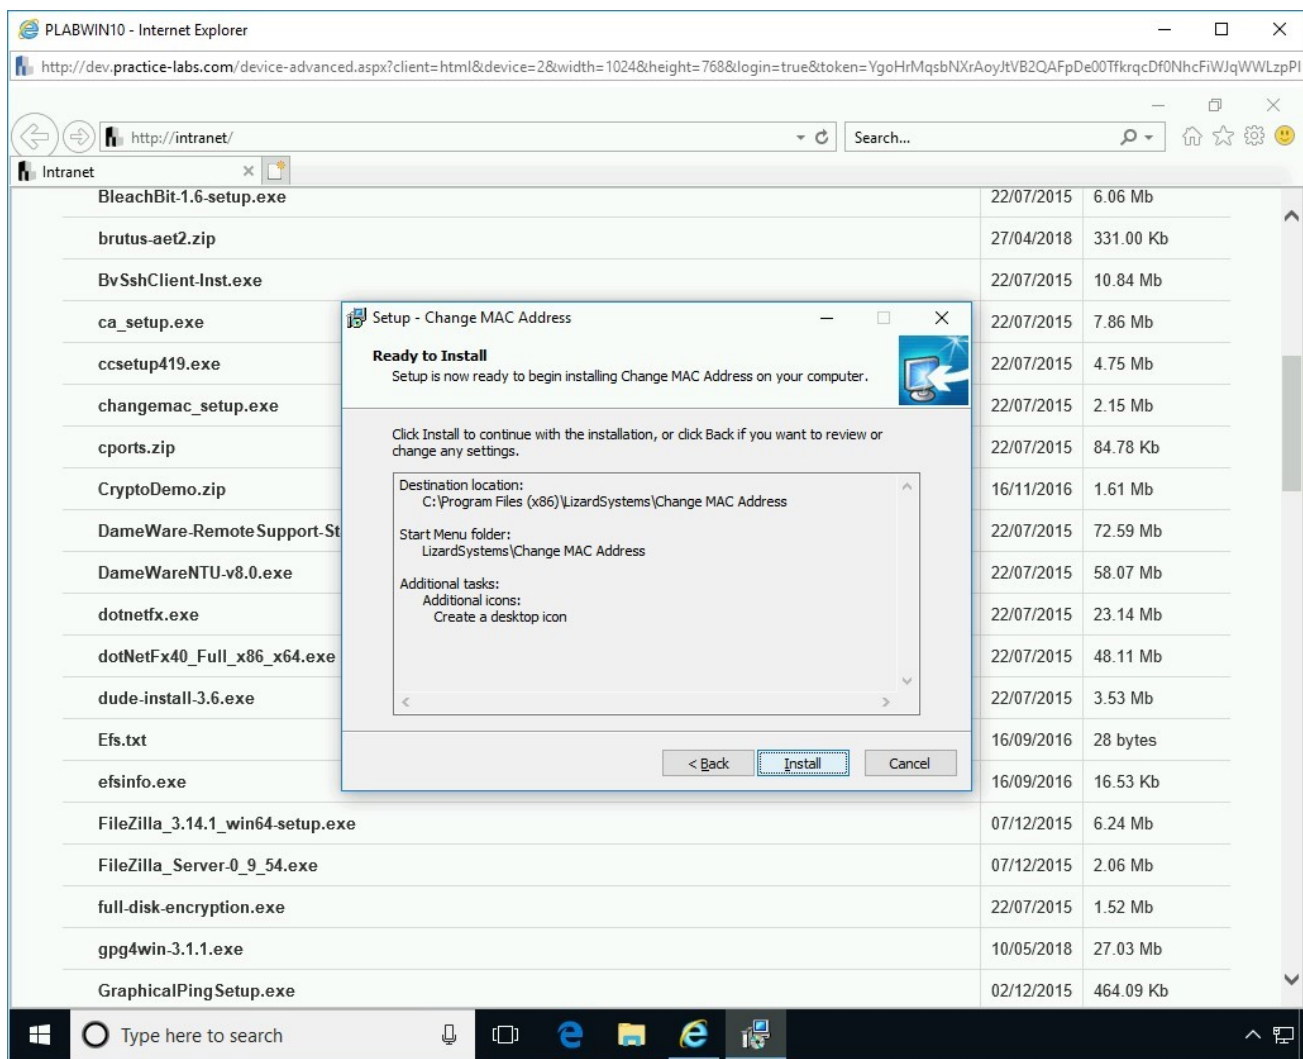 PLABWIN10 - Internet Explorer
http://dev.practice-labs.com/device-advanced.aspx?client=html&device=2&width=1024&height=768&login=true&token=YgoHrMqsbNXrAoyJtVB2QAFpDe00TfkrqcDf0NhcFiWJqWWLzpPI
http://intranet/
Search...
Intranet
BleachBit-1.6-setup.exe 22/07/2015 6.06 Mb
brutus-aet2.zip 27/04/2018 331.00 Kb
BvSshClient-Inst.exe 22/07/2015 10.84 Mb
ca_setup.exe 22/07/2015 7.86 Mb
ccsetup419.exe 22/07/2015 4.75 Mb
changemac_setup.exe 22/07/2015 2.15 Mb
cports.zip 22/07/2015 84.78 Kb
CryptoDemo.zip 16/11/2016 1.61 Mb
DameWare-RemoteSupport-St 22/07/2015 72.59 Mb
DameWareNTU-v8.0.exe 22/07/2015 58.07 Mb
dotnetfx.exe 22/07/2015 23.14 Mb
dotNetFx40_Full_x86_x64.exe 22/07/2015 48.11 Mb
dude-install-3.6.exe 22/07/2015 3.53 Mb
Efs.txt 16/09/2016 28 bytes
efsinfo.exe 16/09/2016 16.53 Kb
FileZilla_3.14.1_win64-setup.exe 07/12/2015 6.24 Mb
FileZilla_Server-0_9_54.exe 07/12/2015 2.06 Mb
full-disk-encryption.exe 22/07/2015 1.52 Mb
gpg4win-3.1.1.exe 10/05/2018 27.03 Mb
GraphicalPingSetup.exe 02/12/2015 464.09 Kb
Setup - Change MAC Address
Ready to Install
Setup is now ready to begin installing Change MAC Address on your computer.
Click Install to continue with the installation, or click Back if you want to review or
change any settings.
Destination location:
C:\Program Files (x86)\LizardSystems\Change MAC Address
Start Menu folder:
LizardSystems\Change MAC Address
Additional tasks:
Additional icons:
Create a desktop icon
< Back
Install
Cancel
Type here to search